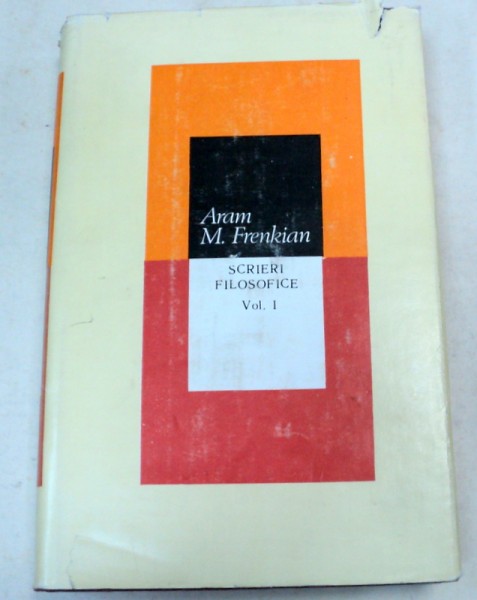 Aram
M. Frenkian
SCRIERI
FILOSOFICE
Vol. 1